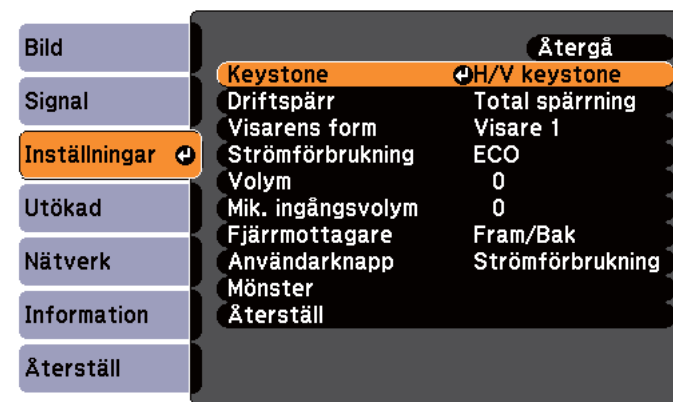 Bild
Signal
Inställningar
Utökad
Nätverk
Information
Återställ
Återgå
Keystone H/V keystone
Driftspärr Total spärrning
Visarens form Visare 1
Strömförbrukning ECO
Volym 0
Mik. ingångsvolym 0
Fjärrmottagare Fram/Bak
Användarknapp Strömförbrukning
Mönster
Återställ